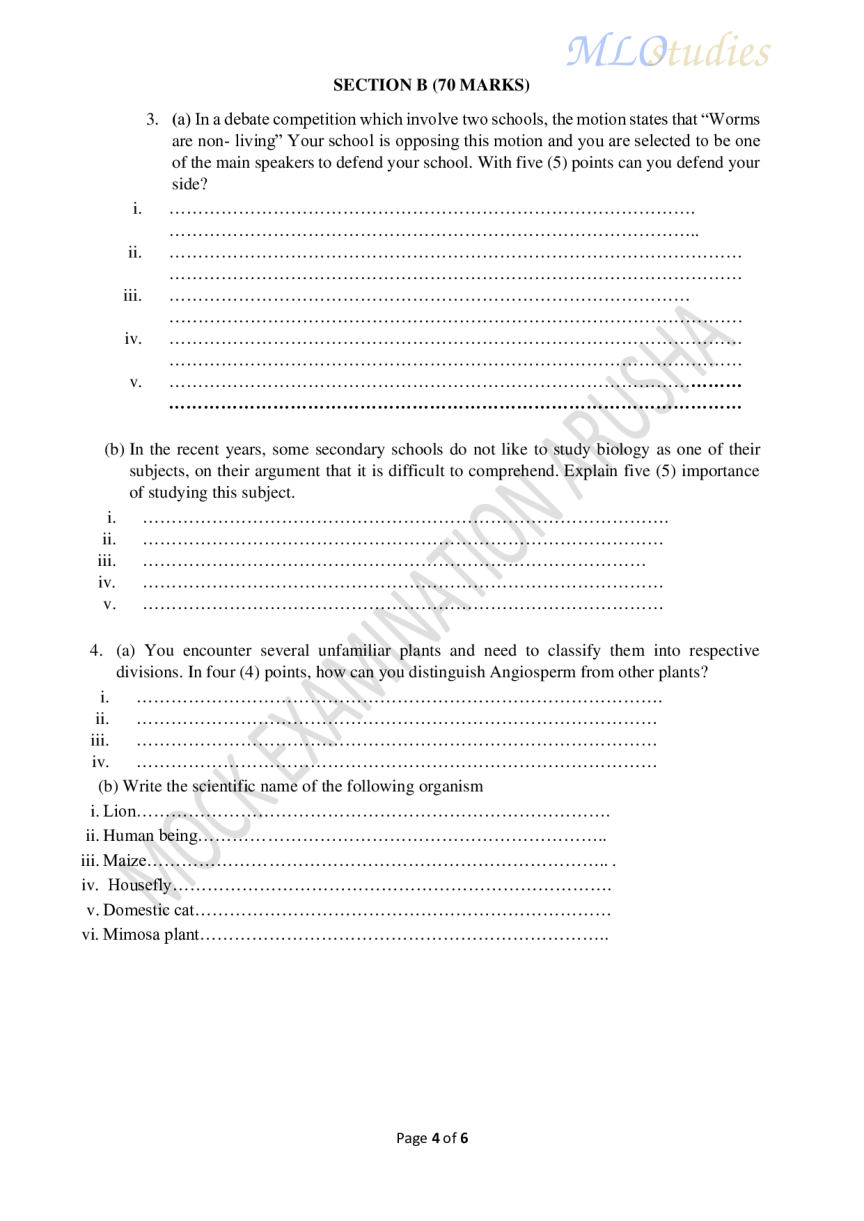 MLOstudies
SECTION B (70 MARKS)
3. (a) In a debate competition which involve two schools, the motion states that “Worms
are non- living” Your school is opposing this motion and you are selected to be one
of the main speakers to defend your school. With five (5) points can you defend your
side?
i. ……………………………………………………………………………….
………………………………………………………………………………..
ii. ………………………………………………………………………………………
………………………………………………………………………………………
iii. ………………………………………………………………………………
………………………………………………………………………………………
iv. ………………………………………………………………………………………
………………………………………………………………………………………
v. ………………………………………………………………………………………
………………………………………………………………………………………
(b) In the recent years, some secondary schools do not like to study biology as one of their
subjects, on their argument that it is difficult to comprehend. Explain five (5) importance
of studying this subject.
i. ……………………………………………………………………………….
ii. ………………………………………………………………………………
iii. ……………………………………………………………………………
iv. ………………………………………………………………………………
v. ………………………………………………………………………………
4. (a) You encounter several unfamiliar plants and need to classify them into respective
divisions. In four (4) points, how can you distinguish Angiosperm from other plants?
i. ……………………………………………………………………………….
ii. ………………………………………………………………………………
iii. ………………………………………………………………………………
iv. ………………………………………………………………………………
(b) Write the scientific name of the following organism
i. Lion……………………………………………………………………….
ii. Human being……………………………………………………………..
iii. Maize…………………………………………………………………….. .
iv. Housefly………………………………………………………………….
v. Domestic cat………………………………………………………………
vi. Mimosa plant……………………………………………………………..
MOCK EXAMINATION ARUSHA
Page 4 of 6